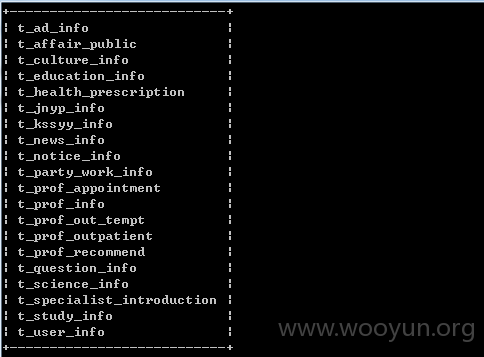 +---------------------------+
| t_ad_info |
| t_affair_public |
| t_culture_info |
| t_education_info |
| t_health_prescription |
| t_jnyp_info |
| t_kssyy_info |
| t_news_info |
| t_notice_info |
| t_party_work_info |
| t_prof_appointment |
| t_prof_info |
| t_prof_out_tempt |
| t_prof_outpatient |
| t_prof_recommend |
| t_question_info |
| t_science_info |
| t_specialist_introduction |
| t_study_info |
| t_user_info |
+---------------------------+
www.wooyun.org